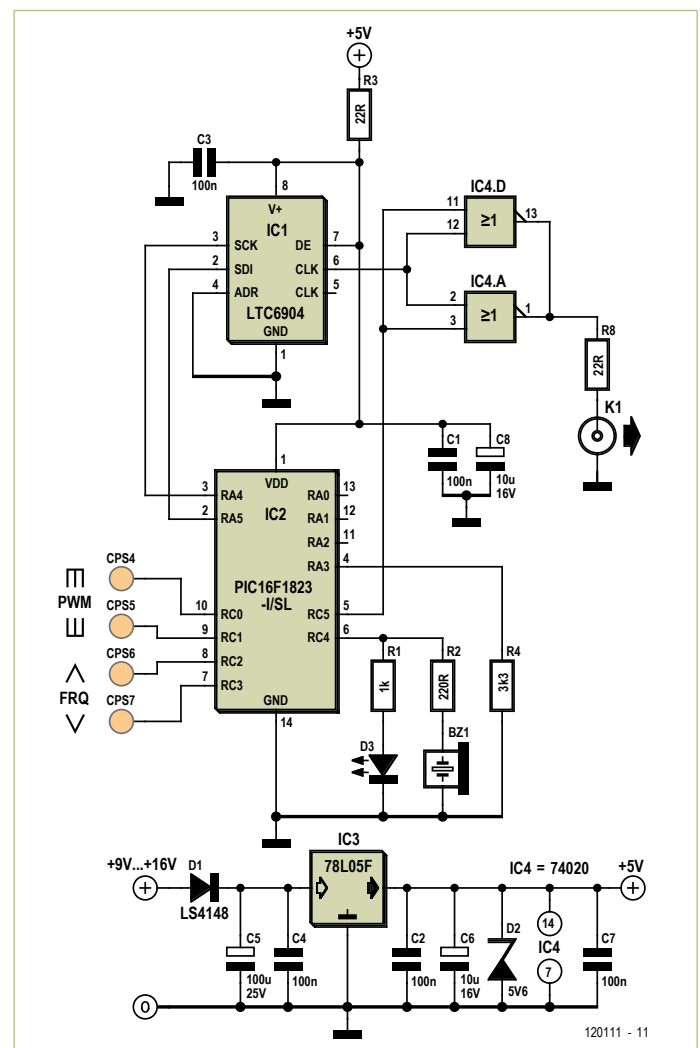 +5V
R3
22R
C3
100n
8
V+
IC1
3
SCK
DE
7
2
SDI
CLK
6
4
ADR
CLK
5
LTC6904
GND
1
IC4.D
11
12
≥1
13
IC4.A
2
3
≥1
1
R8
22R
K1
C1
100n
C8
10u
16V
1
VDD
3
RA4
RA0
13
2
RA5
IC2
RA1
12
RA2
11
RA3
4
PIC16F1823
-I/SL
CPS4
10
RC0
RC5
5
PWM
CPS5
9
RC1
RC4
6
CPS6
8
RC2
FRQ
CPS7
7
RC3
GND
14
R1
1k
R2
220R
R4
3k3
D3
BZ1
+9V...+16V
D1
LS4148
IC3
78L05F
IC4 = 74020
+5V
C5
100u
25V
C4
100n
C2
100n
C6
10u
16V
D2
5V6
14
IC4
7
C7
100n
0
120111 - 11